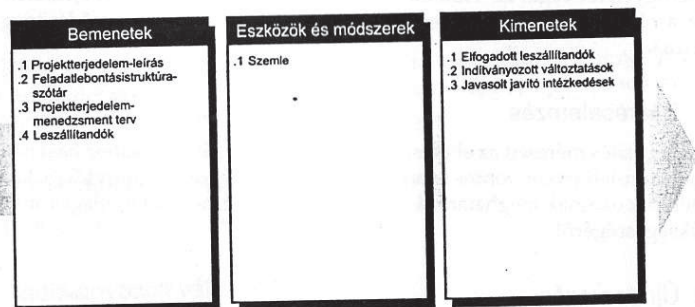 Bemenetek
.1 Projektterjedelem-leírás
.2 Feladatlebontásistruktúra-
szótár
.3 Projektterjedelem-
menedzsment terv
.4 Leszállítandók
Eszközök és módszerek
.1 Szemle
Kimenetek
.1 Elfogadott leszállítandók
.2 Indítványozott változtatások
.3 Javasolt javító intézkedések